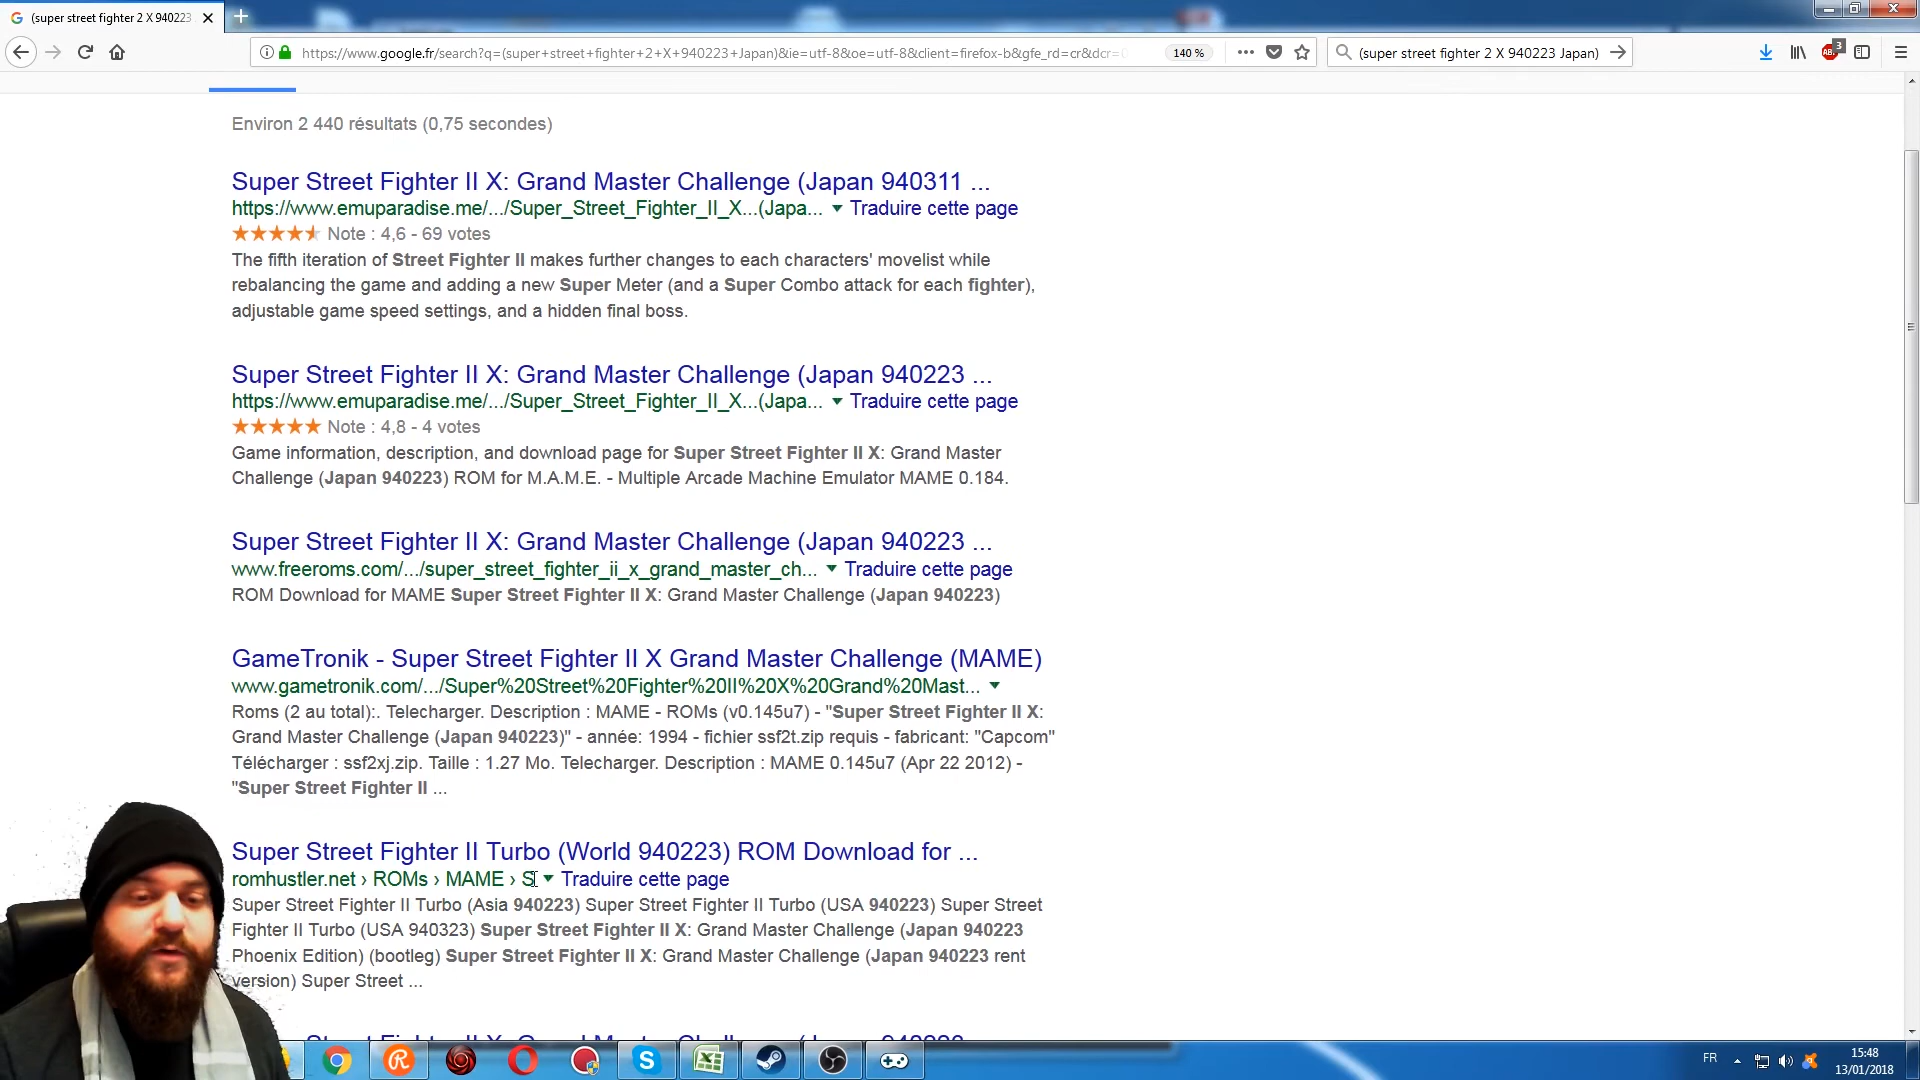 (super street fighter 2 X 940223
https://www.google.fr/search?q=(super+street+fighter+2+X+940223+Japan)&ie=utf-8&oe=utf-8&client=firefox-b&gfe_rd=cr&dcr=
140 %
(super street fighter 2 X 940223 Japan)
ABP
3
Environ 2 440 résultats (0,75 secondes)
Super Street Fighter II X: Grand Master Challenge (Japan 940311 ...
https://www.emuparadise.me/.../Super_Street_Fighter_II_X...(Japa... Traduire cette page
Note : 4,6 - 69 votes
The fifth iteration of Street Fighter II makes further changes to each characters' movelist while
rebalancing the game and adding a new Super Meter (and a Super Combo attack for each fighter),
adjustable game speed settings, and a hidden final boss.
Super Street Fighter II X: Grand Master Challenge (Japan 940223 ...
https://www.emuparadise.me/.../Super_Street_Fighter_II_X...(Japa... Traduire cette page
Note : 4,8 - 4 votes
Game information, description, and download page for Super Street Fighter II X: Grand Master
Challenge (Japan 940223) ROM for M.A.M.E. - Multiple Arcade Machine Emulator MAME 0.184.
Super Street Fighter II X: Grand Master Challenge (Japan 940223 ...
www.freeroms.com/.../super_street_fighter_ii_x_grand_master_ch... Traduire cette page
ROM Download for MAME Super Street Fighter II X: Grand Master Challenge (Japan 940223)
GameTronik - Super Street Fighter II X Grand Master Challenge (MAME)
www.gametronik.com/.../Super%20Street%20Fighter%20II%20X%20Grand%20Mast...
Roms (2 au total):. Telecharger. Description : MAME - ROMs (v0.145u7) - "Super Street Fighter II X:
Grand Master Challenge (Japan 940223)" - année: 1994 - fichier ssf2t.zip requis - fabricant: "Capcom"
Télécharger : ssf2xj.zip. Taille : 1.27 Mo. Telecharger. Description : MAME 0.145u7 (Apr 22 2012) -
"Super Street Fighter II ...
Super Street Fighter II Turbo (World 940223) ROM Download for ...
romhustler.net › ROMs › MAME › S Traduire cette page
Super Street Fighter II Turbo (Asia 940223) Super Street Fighter II Turbo (USA 940223) Super Street
Fighter II Turbo (USA 940323) Super Street Fighter II X: Grand Master Challenge (Japan 940223
Phoenix Edition) (bootleg) Super Street Fighter II X: Grand Master Challenge (Japan 940223 rent
version) Super Street ...
FR
15:48
13/01/2018